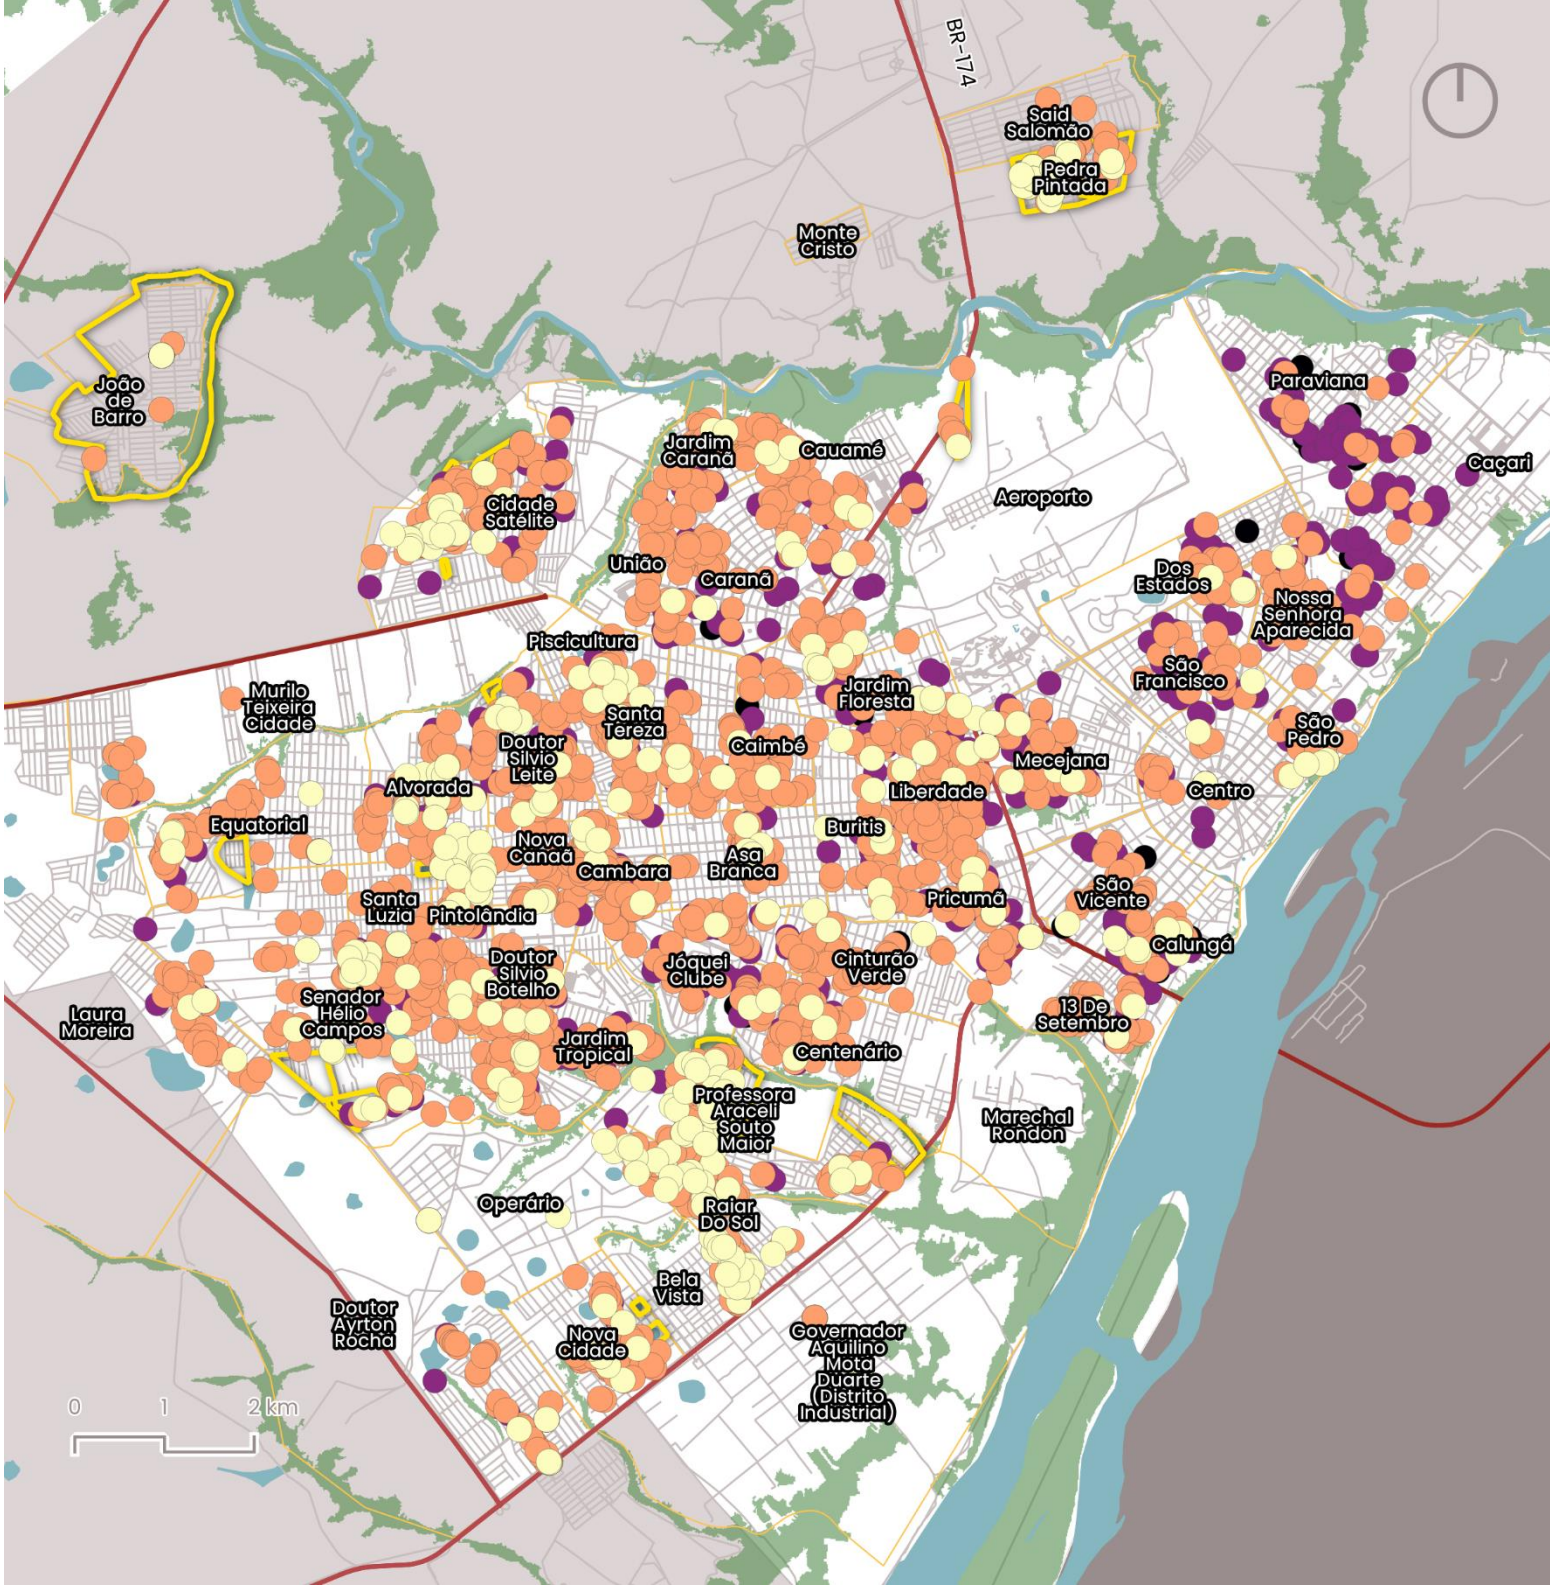 BR-174
Said
Salomão
Pedra
Pintada
Monte
Cristo
João
de
Barro
Paraviana
Jardim
Caranã
Cauamé
Caçari
Cidade
Satélite
Aeroporto
União
Caranã
Dos
Estados
Nossa
Senhora
Aparecida
Piscicultura
São
Francisco
Murilo
Teixeira
Cidade
Jardim
Floresta
Santa
Tereza
São
Pedro
Doutor
Silvio
Leite
Caimbé
Mecejana
Alvorada
Liberdade
Centro
Equatorial
Buritis
Nova
Canaã
Cambara
Asa
Branca
São
Vicente
Santa
Luzia
Pintolândia
Pricumã
Calungá
Doutor
Silvio
Botelho
Jóquei
Clube
Cinturão
Verde
Senador
Hélio
Campos
Laura
Moreira
13 De
Setembro
Jardim
Tropical
Centenário
Professora
Araceli
Souto
Maior
Marechal
Rondon
Operário
Raiar
Do Sol
Bela
Vista
Doutor
Ayrton
Rocha
Nova
Cidade
Governador
Aquilino
Mota
Duarte
(Distrito
Industrial)
0 1 2 km